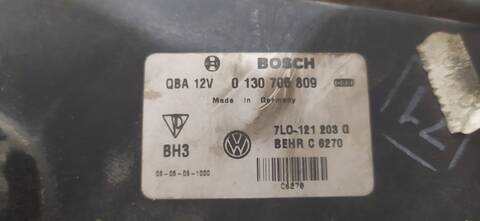 BOSCH
QBA 12V 0 130 706 809
Made in Germany
7L0-121 203 G
BH3
BEHR C 6270
C6270